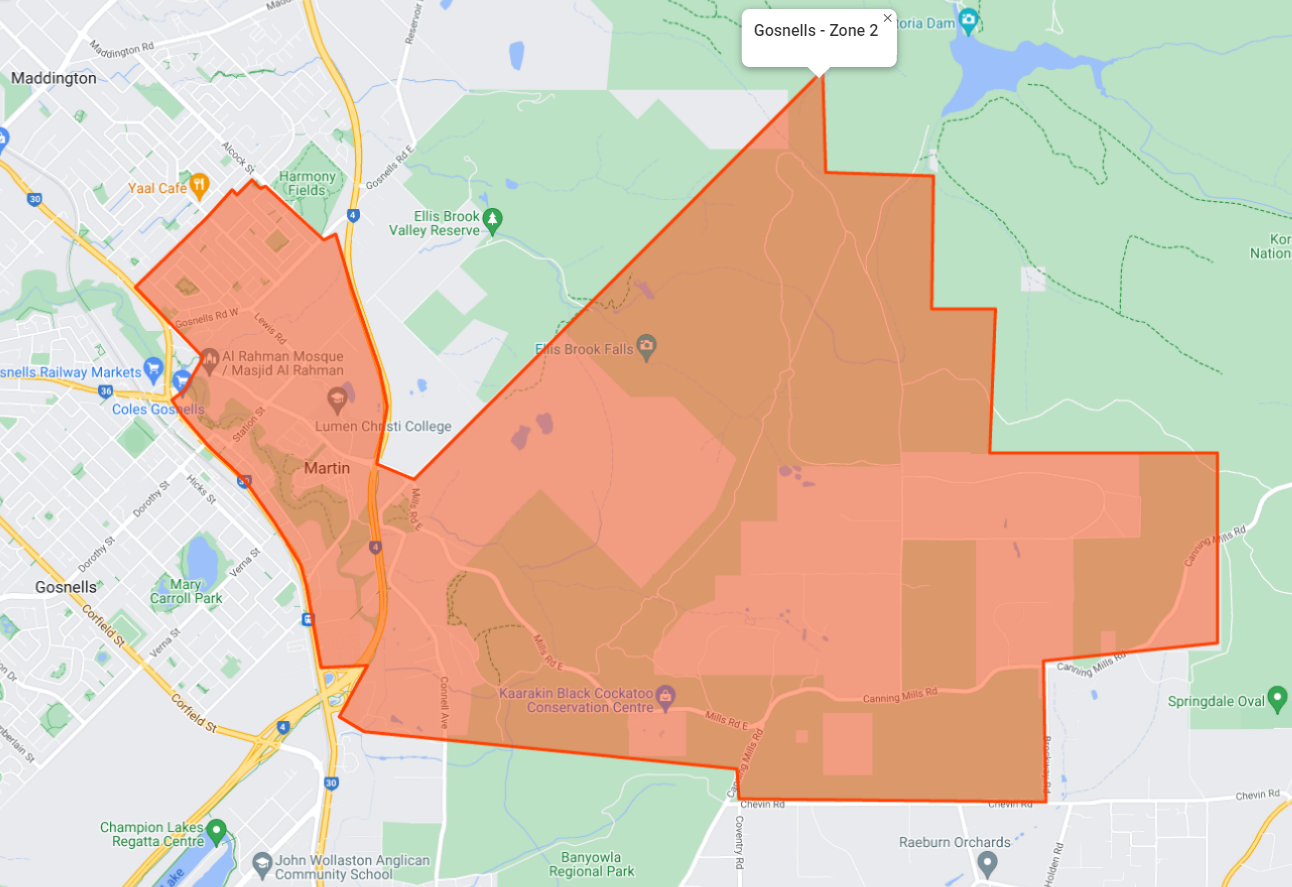 Gosnells - Zone 2
×
oria Dam
Reservoir
Maddington Rd
Maddington
Alcock St
Harmony
Fields
Yaal Cafe
Gosnells Rd E
30
4
Ellis Brook
Valley Reserve
Kor
Nation
Gosnells Rd W
Lewis Rd
Ellis Brook Falls
Al Rahman Mosque
/ Masjid Al Rahman
snells Railway Markets
36
Coles Gosnells
Station St
Lumen Christi College
Martin
30
Hicks St
Dorothy St
Mills Rd E
4
Canning Mills Rd
Dorothy St
Verna St
Gosnells
Mary
Carroll Park
Corfield St
Verna St
Mills Rd E
Canning Mills Rd
Connell Ave
Kaarakin Black Cockatoo
Conservation Centre
Canning Mills Rd
Springdale Oval
Corfield St
Mills Rd E
4
Canning Mills Rd
30
Chevin Rd
Chevin Rd
Chevin Rd
Champion Lakes
Regatta Centre
Coventry Rd
Raeburn Orchards
Holden Rd
John Wollaston Anglican
Community School
Banyowla
Regional Park
Lake